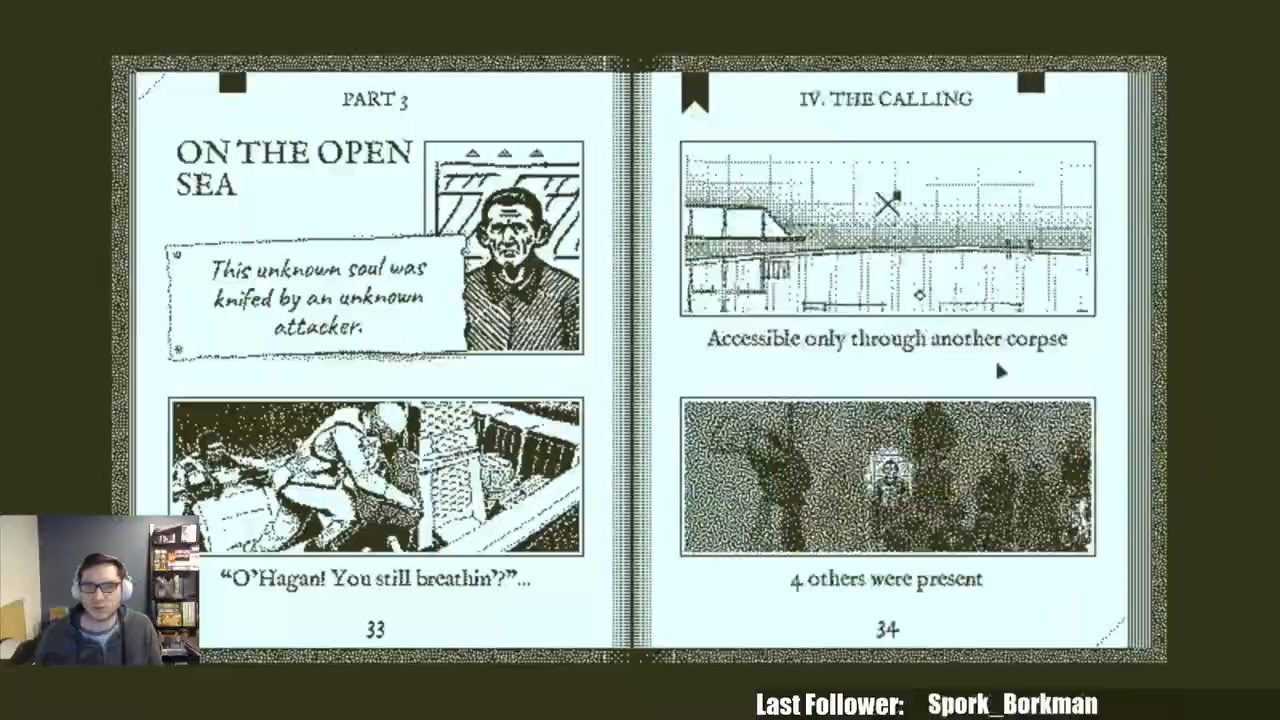 PART 3
ON THE OPEN
SEA
This unknown soul was
knifed by an unknown
attacker.
"O'Hagan! You still breathin'?"...
33
IV. THE CALLING
Accessible only through another corpse
4 others were present
34
Last Follower: Spork_Borkman